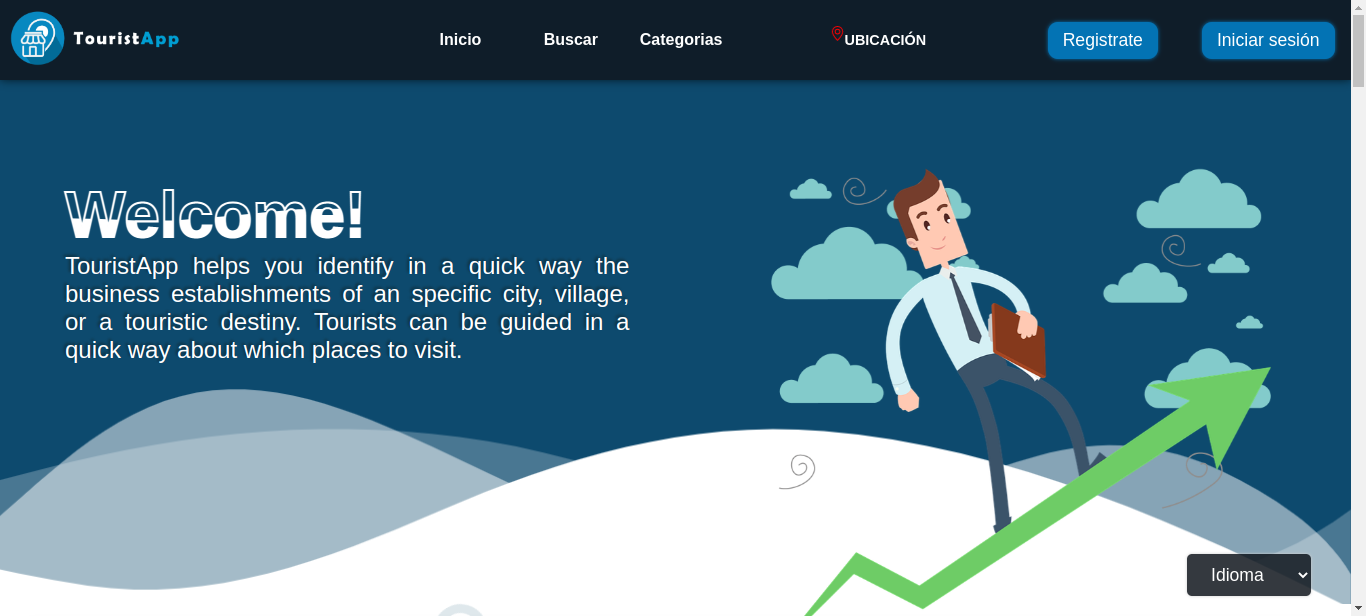 TouristApp
Inicio
Buscar
Categorias
UBICACIÓN
Registrate
Iniciar sesión
Welcome!
TouristApp helps you identify in a quick way the
business establishments of an specific city, village,
or a touristic destiny. Tourists can be guided in a
quick way about which places to visit.
Idioma